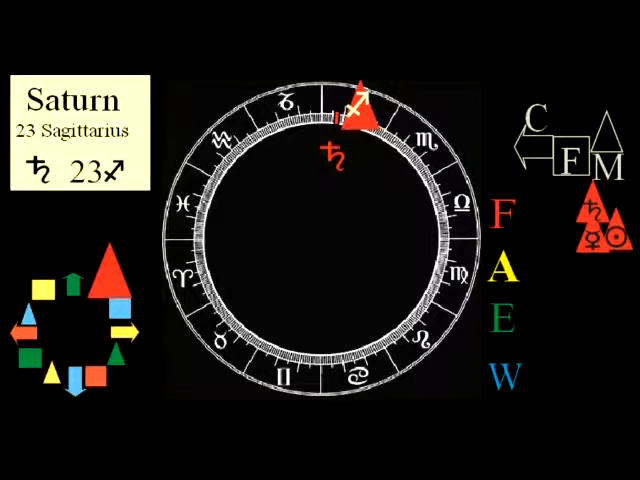 Saturn
23 Sagittarius
♄ 23♐
♑ ♐
♒ ♏
♄
♓ ♎
♈ ♍
♉ ♌
♊ ♋
C
F M
♄
☿ ☉
F
A
E
W